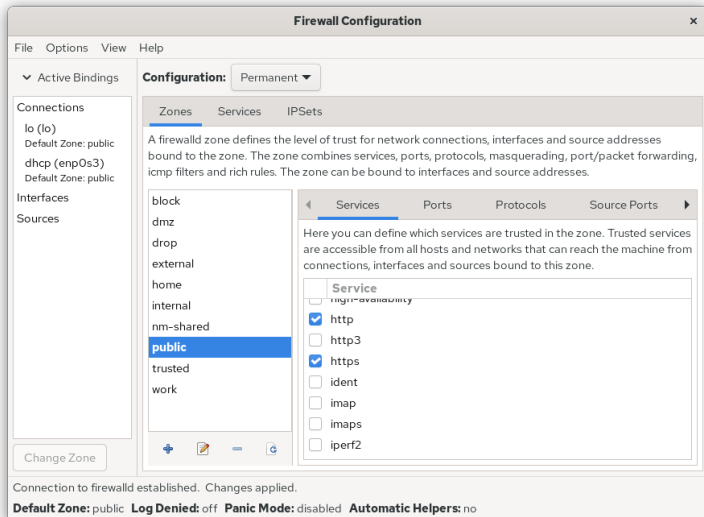 Firewall Configuration
×
File Options View Help
Active Bindings
Configuration: Permanent
Connections
lo (lo)
Default Zone: public
dhcp (enp0s3)
Default Zone: public
Interfaces
Sources
Change Zone
Zones Services IPSets
A firewalld zone defines the level of trust for network connections, interfaces and source addresses
bound to the zone. The zone combines services, ports, protocols, masquerading, port/packet forwarding,
icmp filters and rich rules. The zone can be bound to interfaces and source addresses.
block
dmz
drop
external
home
internal
nm-shared
public
trusted
work
Services Ports Protocols Source Ports
Here you can define which services are trusted in the zone. Trusted services
are accessible from all hosts and networks that can reach the machine from
connections, interfaces and sources bound to this zone.
Service
high-availability
http
http3
https
ident
imap
imaps
iperf2
Connection to firewalld established. Changes applied.
Default Zone: public Log Denied: off Panic Mode: disabled Automatic Helpers: no